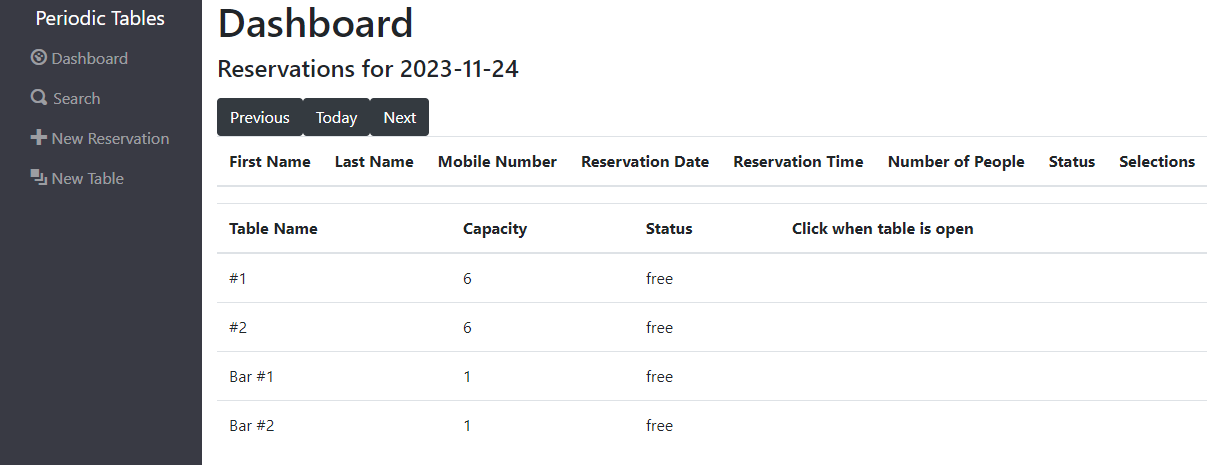 Periodic Tables
Dashboard
Search
New Reservation
New Table
Dashboard
Reservations for 2023-11-24
Previous Today Next
First Name Last Name Mobile Number Reservation Date Reservation Time Number of People Status Selections
Table Name Capacity Status Click when table is open
#1 6 free
#2 6 free
Bar #1 1 free
Bar #2 1 free